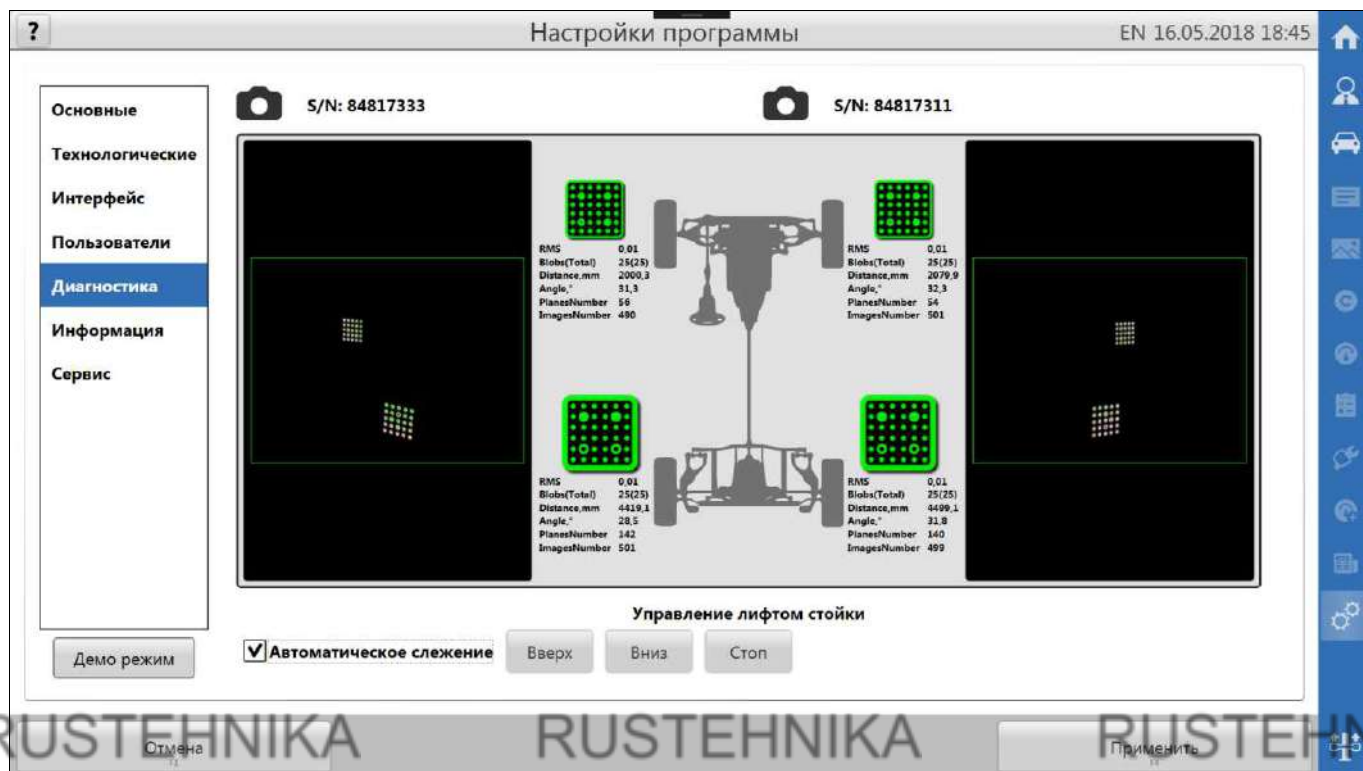 ?
Настройки программы
EN 16.05.2018 18:45
Основные
Технологические
Интерфейс
Пользователи
Диагностика
Информация
Сервис
Демо режим
S/N: 84817333
S/N: 84817311
RMS 0,01
Blobs(Total) 25(25)
Distance,mm 2000,3
Angle,° 31,3
PlanesNumber 56
ImagesNumber 490
RMS 0,01
Blobs(Total) 25(25)
Distance,mm 2079,9
Angle,° 32,3
PlanesNumber 54
ImagesNumber 501
RMS 0,01
Blobs(Total) 25(25)
Distance,mm 4419,1
Angle,° 28,5
PlanesNumber 142
ImagesNumber 501
RMS 0,01
Blobs(Total) 25(25)
Distance,mm 4499,1
Angle,° 31,8
PlanesNumber 140
ImagesNumber 499
Управление лифтом стойки
Автоматическое слежение
Вверх
Вниз
Стоп
Отмена
Применить
RUSTEHNIKA RUSTEHNIKA RUSTEHN